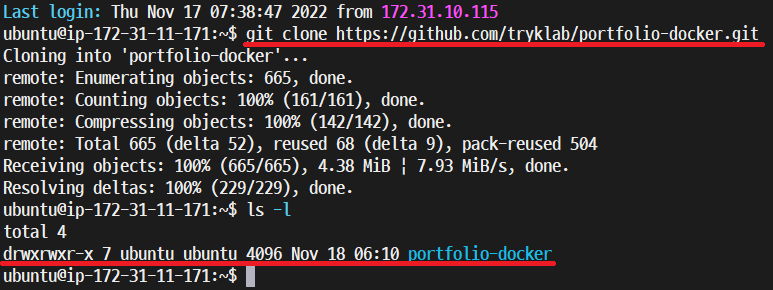 Last login: Thu Nov 17 07:38:47 2022 from 172.31.10.115
ubuntu@ip-172-31-11-171:~$ git clone https://github.com/tryklab/portfolio-docker.git
Cloning into 'portfolio-docker'...
remote: Enumerating objects: 665, done.
remote: Counting objects: 100% (161/161), done.
remote: Compressing objects: 100% (142/142), done.
remote: Total 665 (delta 52), reused 68 (delta 9), pack-reused 504
Receiving objects: 100% (665/665), 4.38 MiB ¦ 7.93 MiB/s, done.
Resolving deltas: 100% (229/229), done.
ubuntu@ip-172-31-11-171:~$ ls -l
total 4
drwxrwxr-x 7 ubuntu ubuntu 4096 Nov 18 06:10 portfolio-docker
ubuntu@ip-172-31-11-171:~$